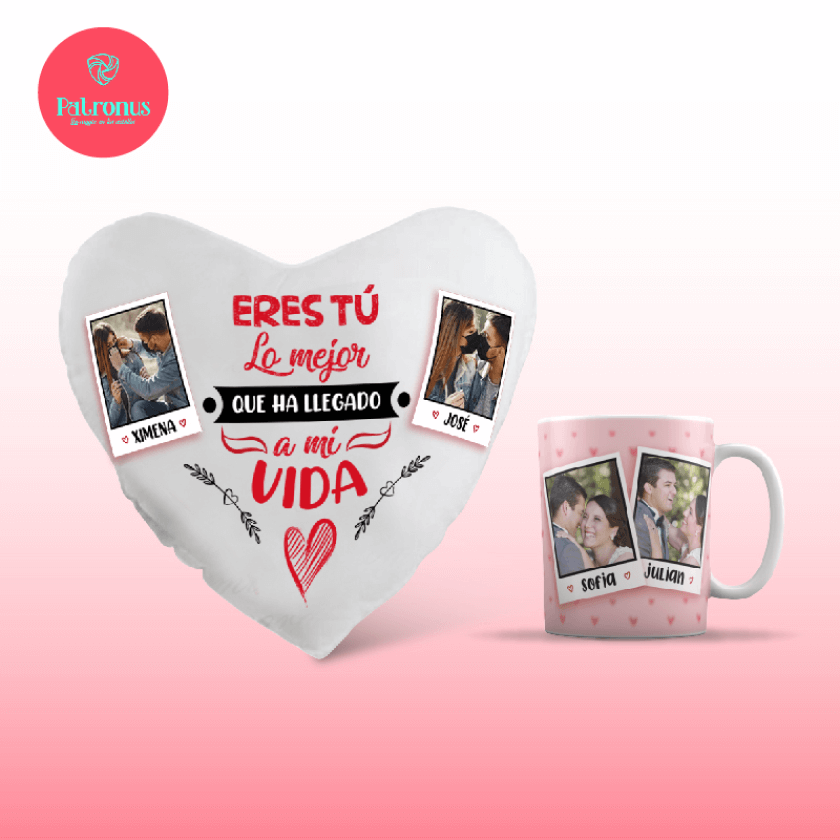 Patronus
ERES TÚ
Lo mejor
QUE HA LLEGADO
a mi
VIDA
XIMENA
JOSÉ
sofia
julian